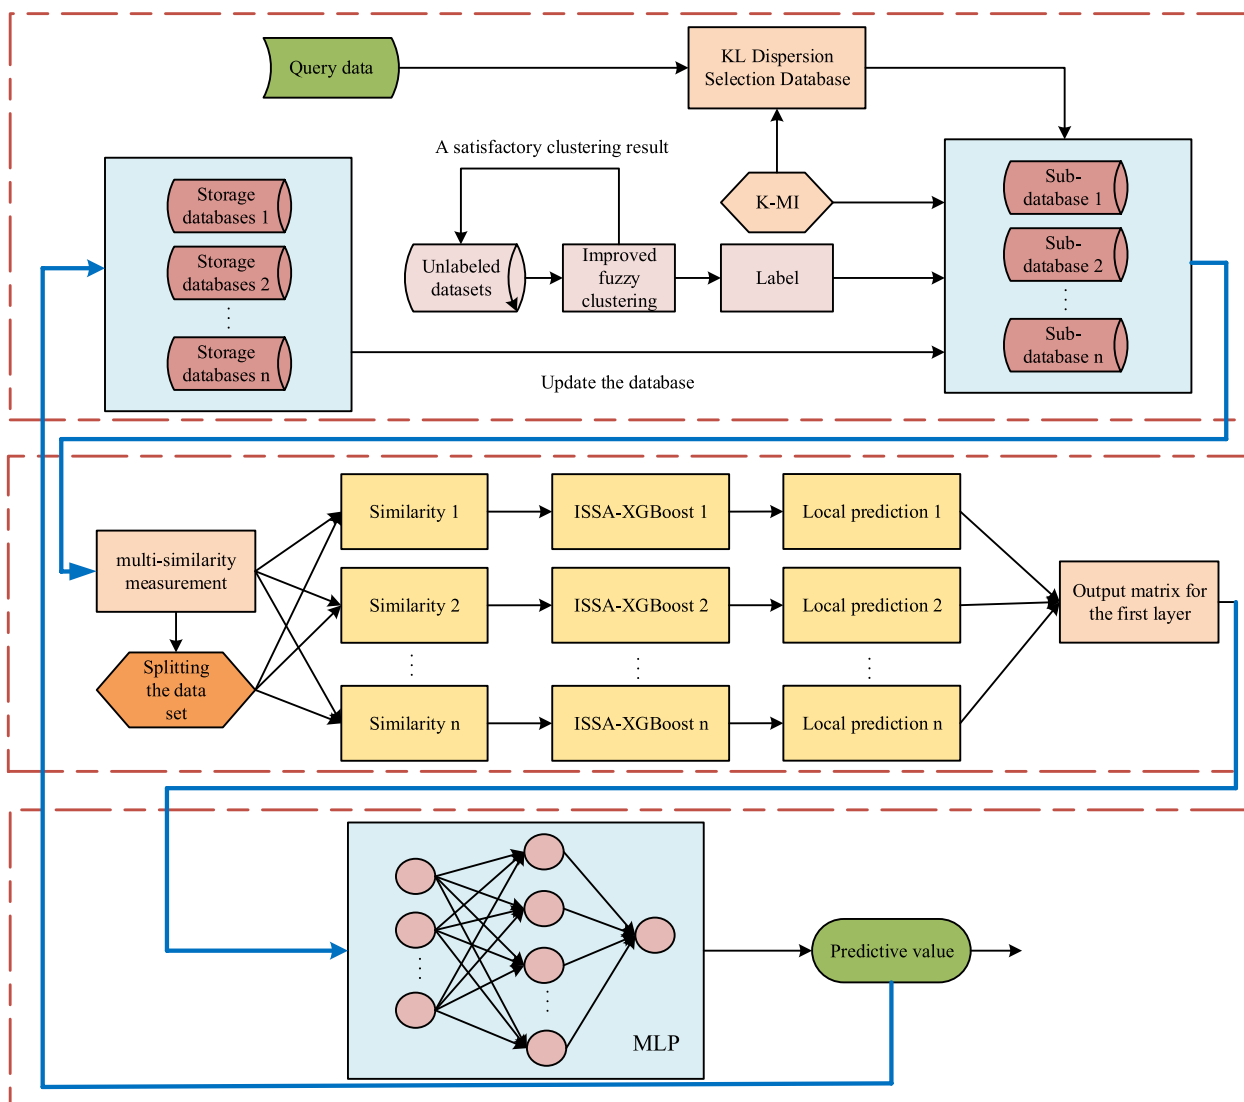 Query data
KL Dispersion
Selection Database
A satisfactory clustering result
Storage
databases 1
Storage
databases 2
Storage
databases n
Unlabeled
datasets
Improved
fuzzy
clustering
K-MI
Label
Sub-
database 1
Sub-
database 2
Sub-
database n
Update the database
multi-similarity
measurement
Splitting
the data
set
Similarity 1
ISSA-XGBoost 1
Local prediction 1
Similarity 2
ISSA-XGBoost 2
Local prediction 2
Similarity n
ISSA-XGBoost n
Local prediction n
Output matrix for
the first layer
MLP
Predictive value